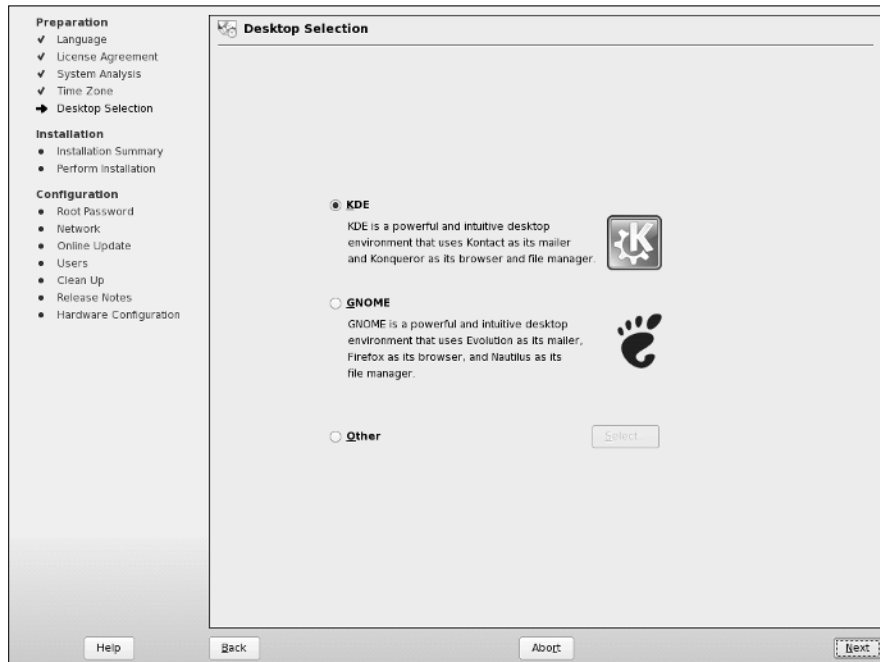 Preparation
Language
License Agreement
System Analysis
Time Zone
Desktop Selection
Installation
Installation Summary
Perform Installation
Configuration
Root Password
Network
Online Update
Users
Clean Up
Release Notes
Hardware Configuration
Desktop Selection
KDE
KDE is a powerful and intuitive desktop
environment that uses Kontact as its mailer
and Konqueror as its browser and file manager.
GNOME
GNOME is a powerful and intuitive desktop
environment that uses Evolution as its mailer,
Firefox as its browser, and Nautilus as its
file manager.
Other
Select...
Help
Back
Abort
Next